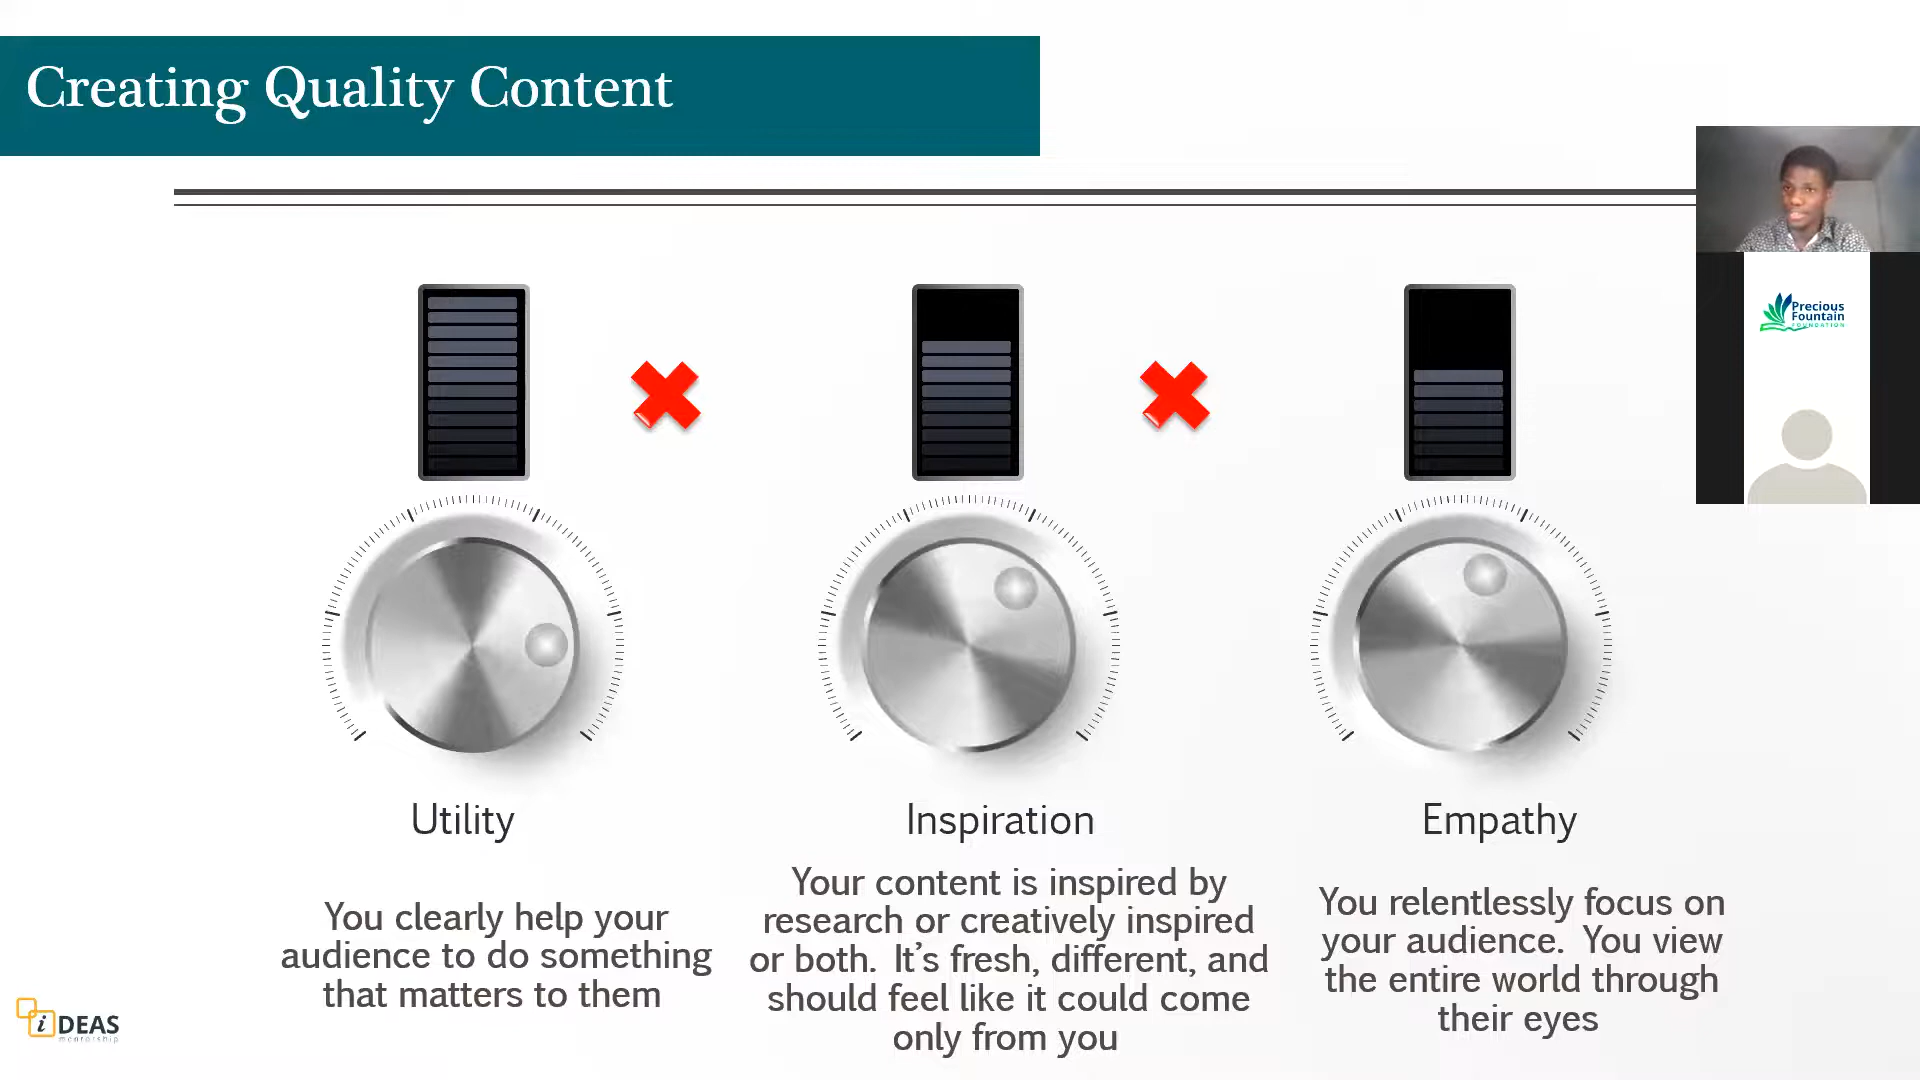 Creating Quality Content
Precious
Fountain
FOUNDATION
Utility
Inspiration
Empathy
You clearly help your
audience to do something
that matters to them
Your content is inspired by
research or creatively inspired
or both.  It’s fresh, different, and
should feel like it could come
only from you
You relentlessly focus on
your audience.  You view
the entire world through
their eyes
iDEAS
mentorship